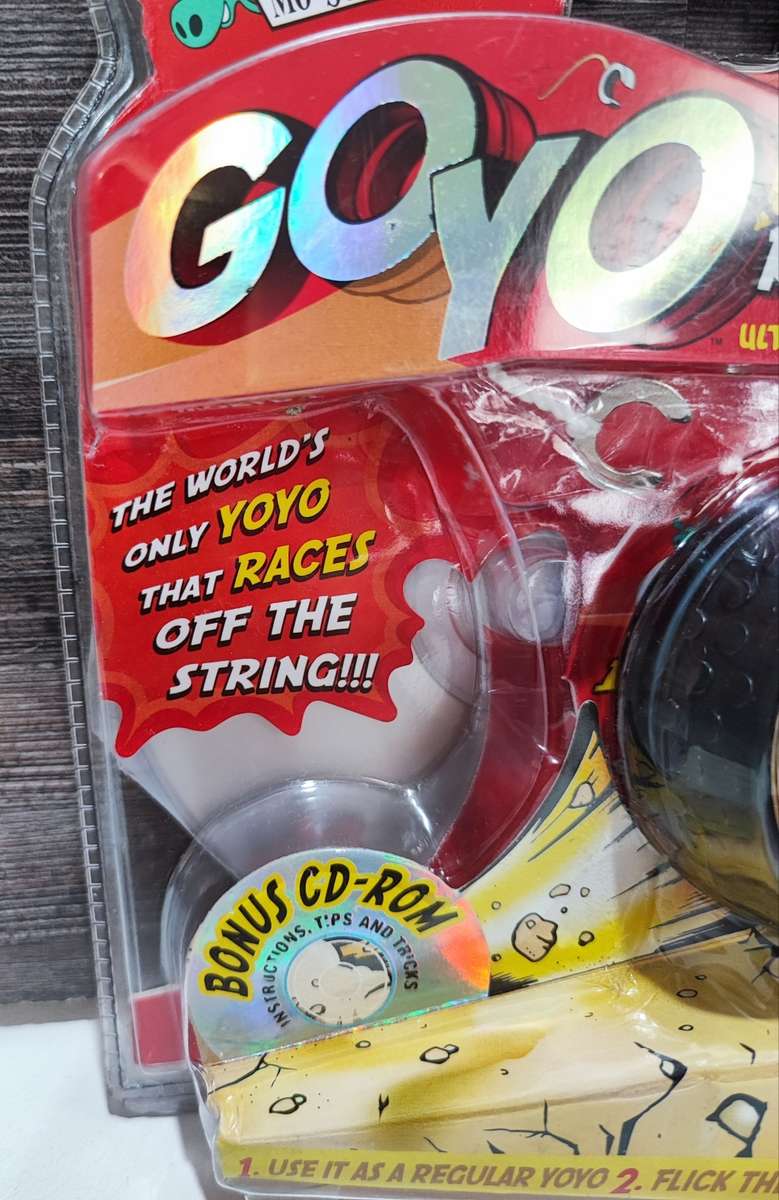 GOYO
™
THE WORLD'S
ONLY YOYO
THAT RACES
OFF THE
STRING!!!
BONUS CD-ROM
INSTRUCTIONS, TIPS AND TRICKS
1. USE IT AS A REGULAR YOYO 2. FLICK